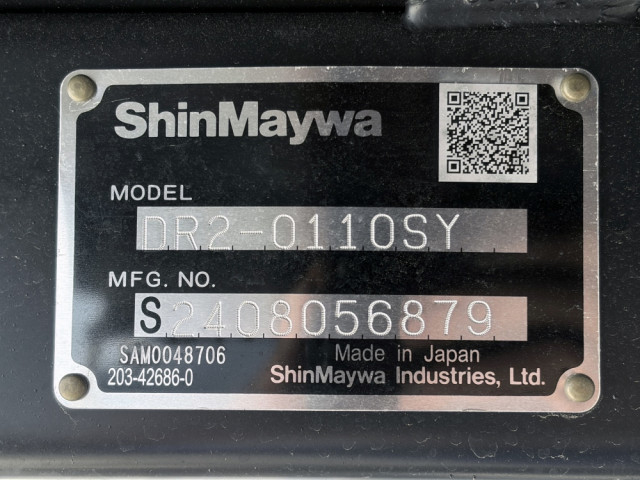 ShinMaywa
MODEL
DR2-0110SY
MFG. NO.
S2408056879
SAM0048706
Made in Japan
203-42686-0
ShinMaywa Industries, Ltd.